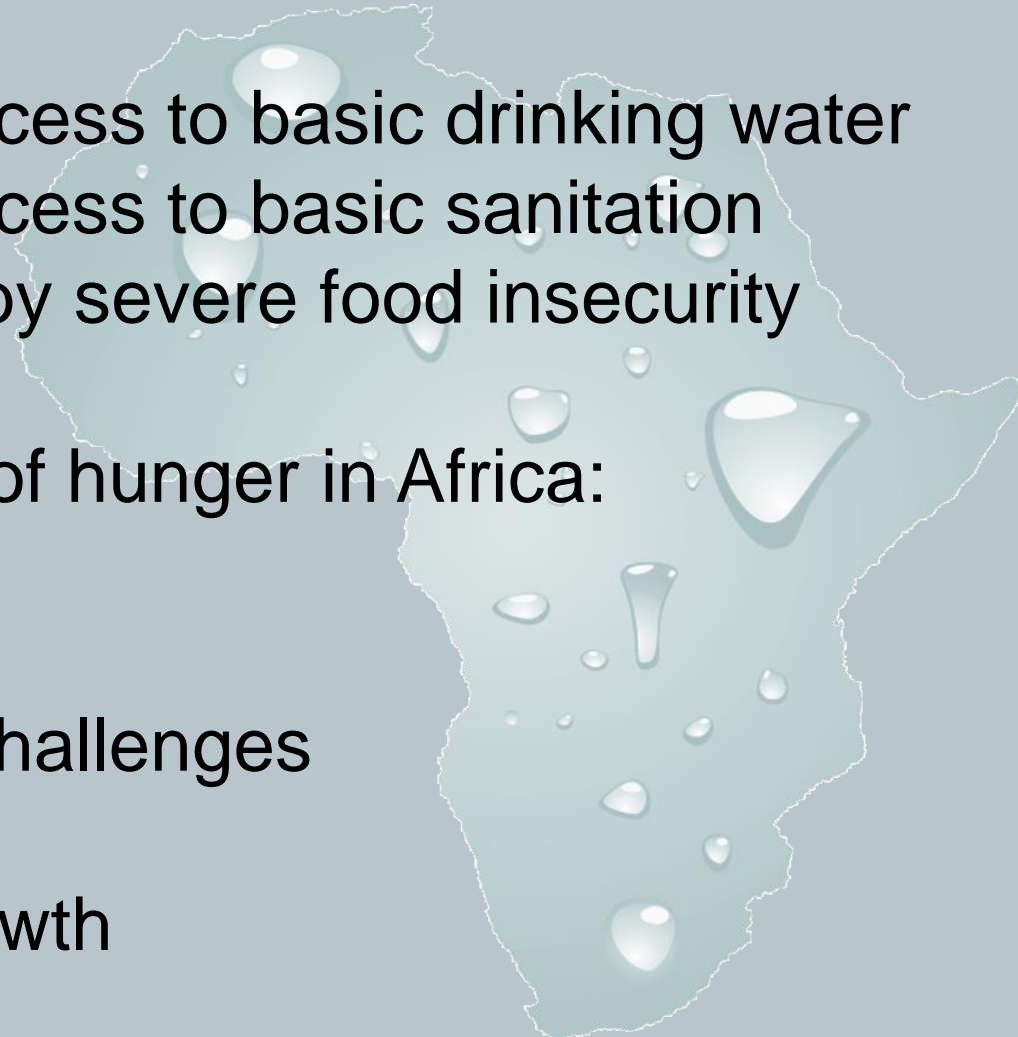 cess to basic drinking water
cess to basic sanitation
by severe food insecurity
of hunger in Africa:
hallenges
wth